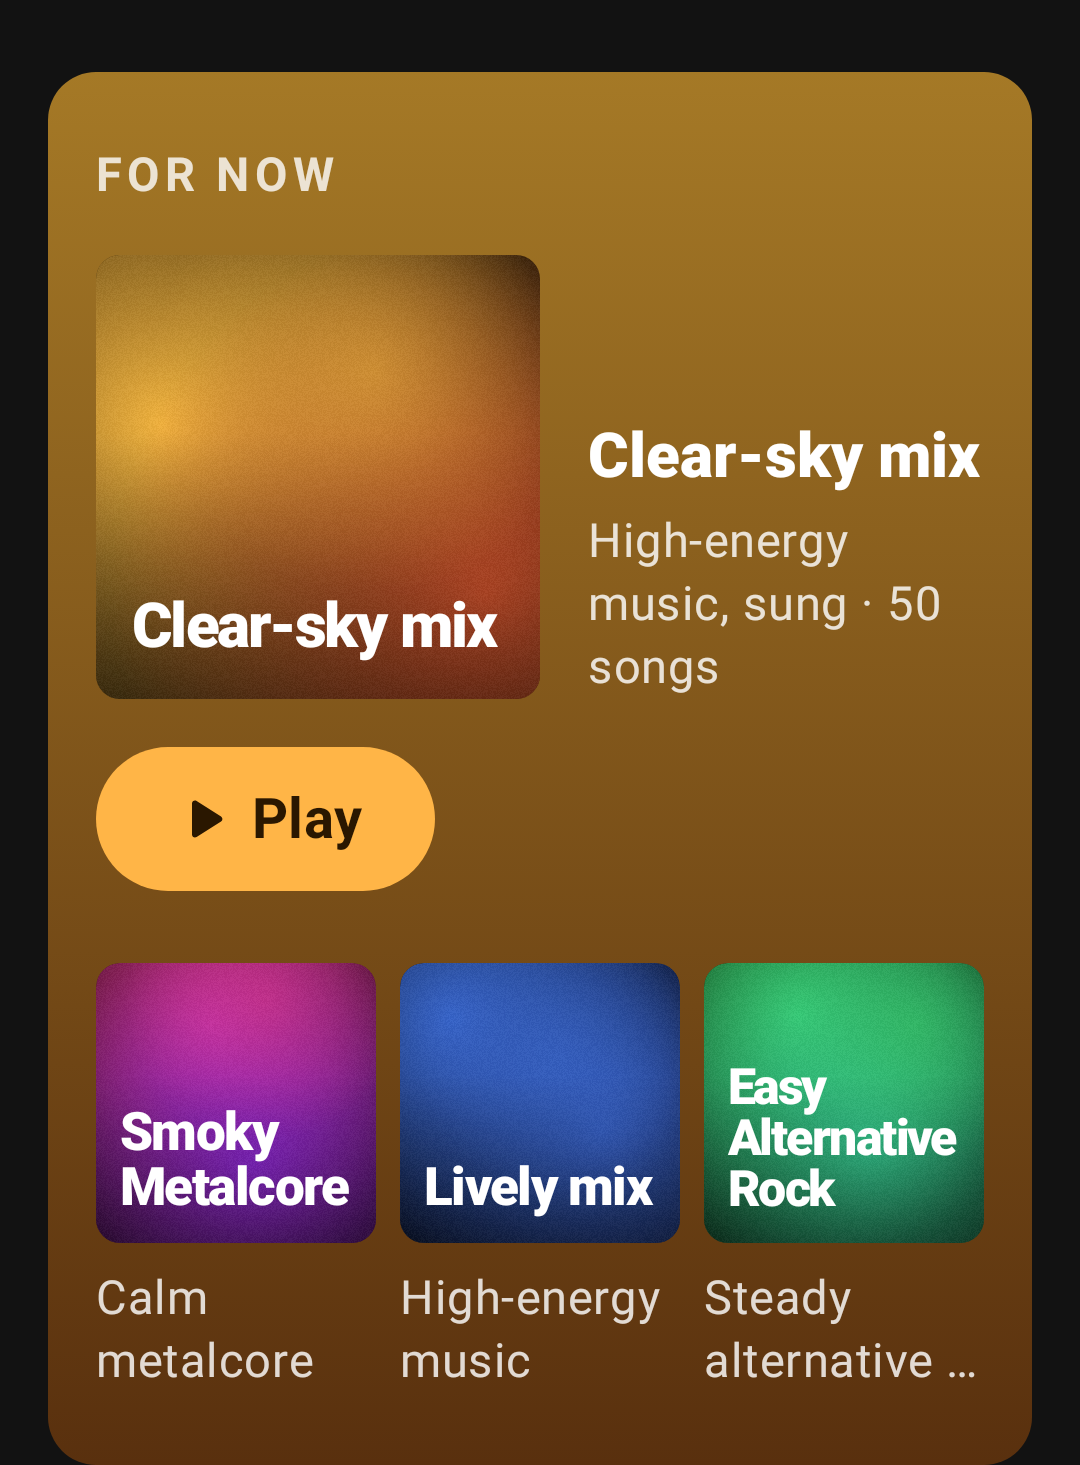 FOR NOW
Clear-sky mix
Clear-sky mix
High-energy
music, sung · 50
songs
Play
Smoky
Metalcore
Lively mix
Easy
Alternative
Rock
Calm
metalcore
High-energy
music
Steady
alternative …